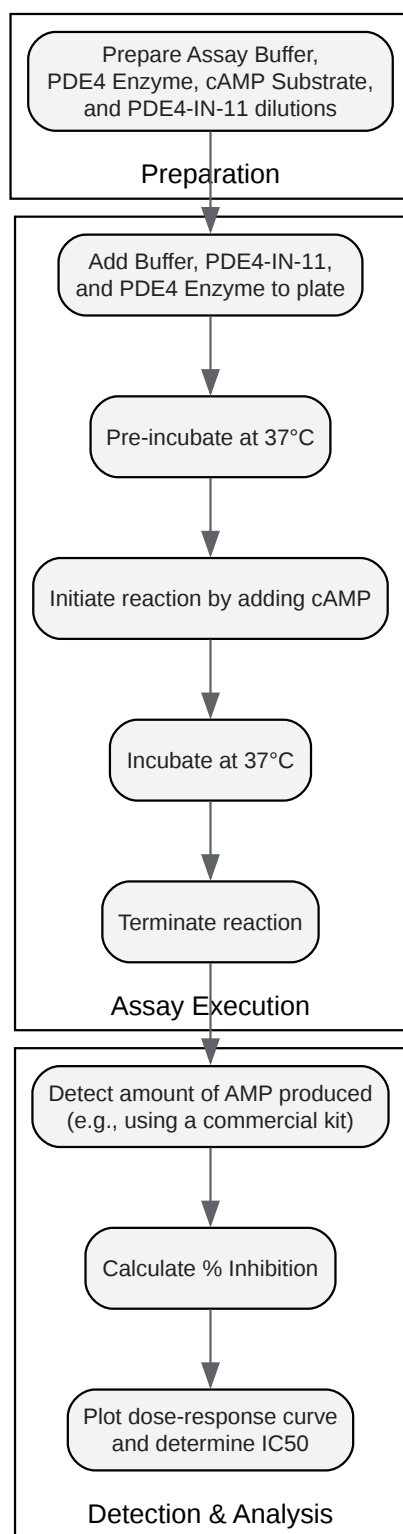 Prepare Assay Buffer,
PDE4 Enzyme, cAMP Substrate,
and PDE4-IN-11 dilutions
Preparation
Add Buffer, PDE4-IN-11,
and PDE4 Enzyme to plate
Pre-incubate at 37°C
Initiate reaction by adding cAMP
Incubate at 37°C
Terminate reaction
Assay Execution
Detect amount of AMP produced
(e.g., using a commercial kit)
Calculate % Inhibition
Plot dose-response curve
and determine IC50
Detection & Analysis